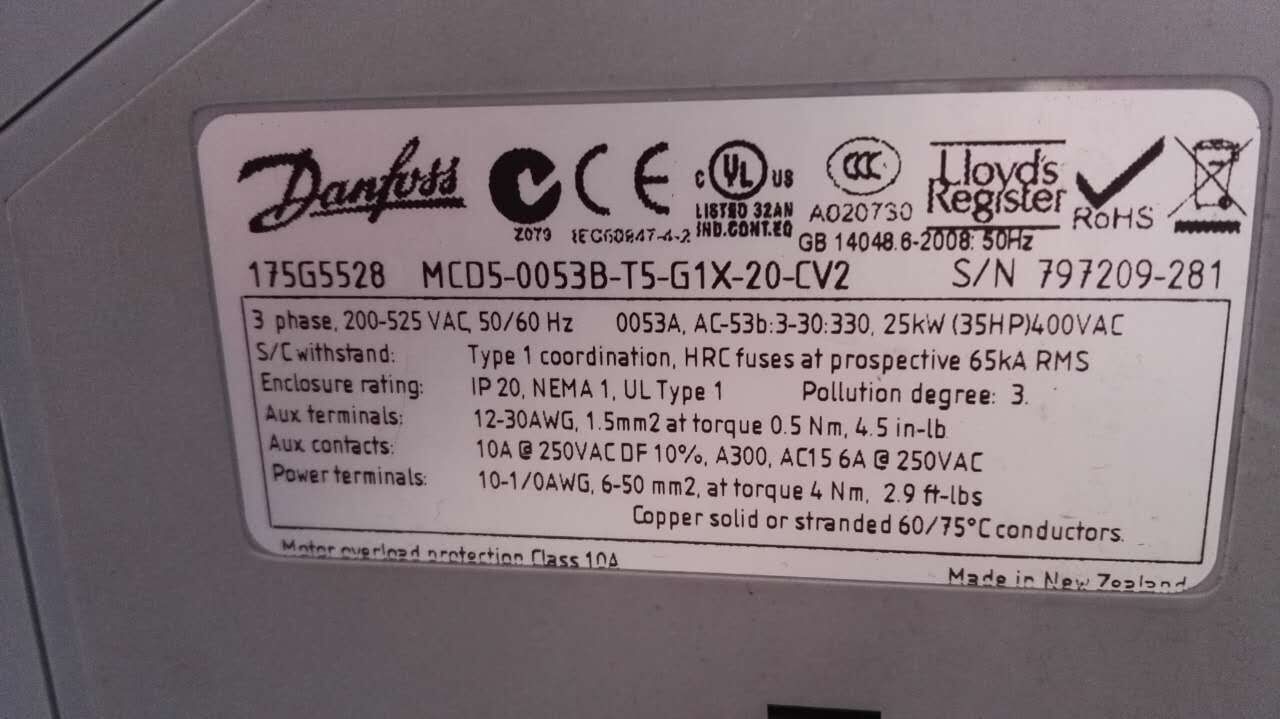 Danfoss
Z079 IEC60947-4-2
c UL US
LISTED 32AN
IND.CONT.EQ
CCC
A020730
GB 14048.6-2008: 50Hz
Lloyd's
Register
RoHS
175G5528 MCD5-0053B-T5-G1X-20-CV2 S/N 797209-281
3 phase, 200-525 VAC, 50/60 Hz 0053A, AC-53b:3-30:330, 25kW (35HP)400VAC
S/C withstand: Type 1 coordination, HRC fuses at prospective 65kA RMS
Enclosure rating: IP 20, NEMA 1, UL Type 1 Pollution degree: 3.
Aux terminals: 12-30AWG, 1.5mm2 at torque 0.5 Nm, 4.5 in-lb
Aux contacts: 10A @ 250VAC DF 10%, A300, AC15 6A @ 250VAC
Power terminals: 10-1/0AWG, 6-50 mm2, at torque 4 Nm, 2.9 ft-lbs
Copper solid or stranded 60/75°C conductors.
Motor overload protection Class 10A
Made in New Zealand